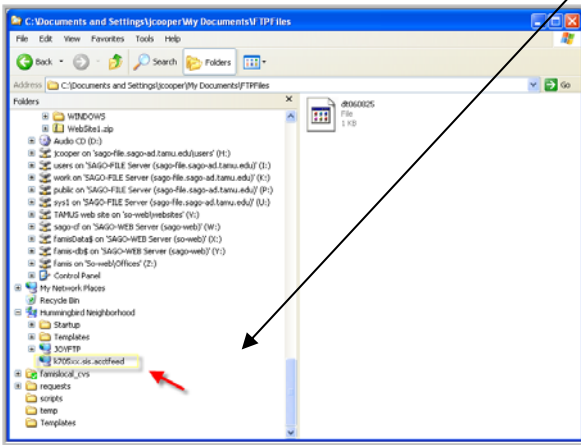 C:\Documents and Settings\jcooper\My Documents\FTPFiles
File Edit View Favorites Tools Help
Back Search Folders
Address C:\Documents and Settings\jcooper\My Documents\FTPFiles Go
Folders
WINDOWS
WebSite1.zip
Audio CD (D:)
jcooper on 'sago-file.sago-ad.tamu.edu\users' (H:)
users on 'SAGO-FILE Server (sago-file.sago-ad.tamu.edu)' (I:)
work on 'SAGO-FILE Server (sago-file.sago-ad.tamu.edu)' (K:)
public on 'SAGO-FILE Server (sago-file.sago-ad.tamu.edu)' (P:)
sys1 on 'SAGO-FILE Server (sago-file.sago-ad.tamu.edu)' (U:)
TAMUS web site on 'so-web\websites' (V:)
sago-cf on 'SAGO-WEB Server (sago-web)' (W:)
famisData$ on 'SAGO-WEB Server (so-web)' (X:)
famis-db$ on 'SAGO-WEB Server (sago-web)' (Y:)
famis on 'So-web\Offices' (Z:)
Control Panel
My Network Places
Recycle Bin
Hummingbird Neighborhood
Startup
Templates
JOYFTP
k705xx.sis.acctfeed
famislocal_cvs
requests
scripts
temp
Templates
dt060825
File
1 KB